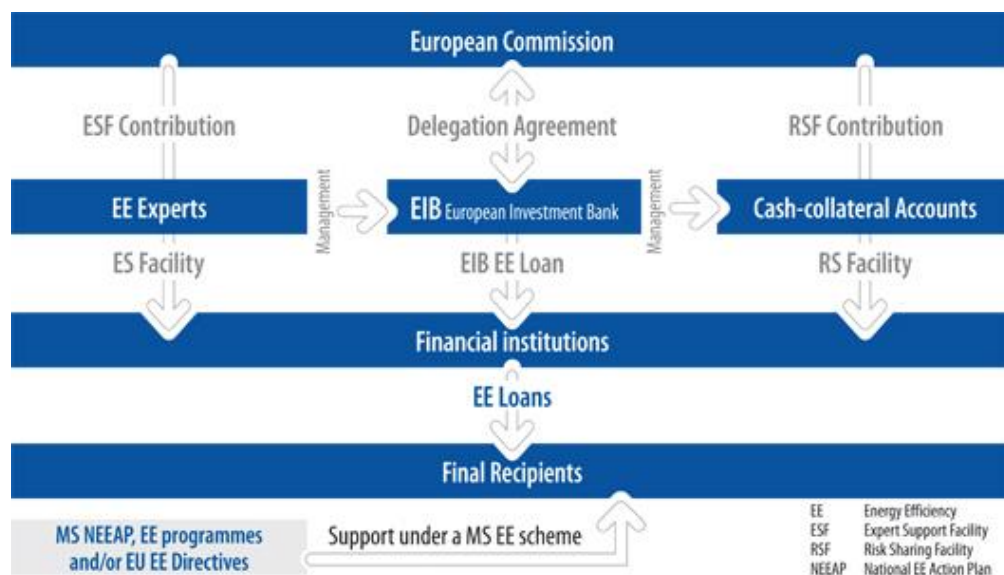 European Commission
ESF Contribution
Delegation Agreement
RSF Contribution
EE Experts
Management
EIB European Investment Bank
Management
Cash-collateral Accounts
ES Facility
EIB EE Loan
RS Facility
Financial institutions
EE Loans
Final Recipients
MS NEEAP, EE programmes
and/or EU EE Directives
Support under a MS EE scheme
EE Energy Efficiency
ESF Expert Support Facility
RSF Risk Sharing Facility
NEEAP National EE Action Plan